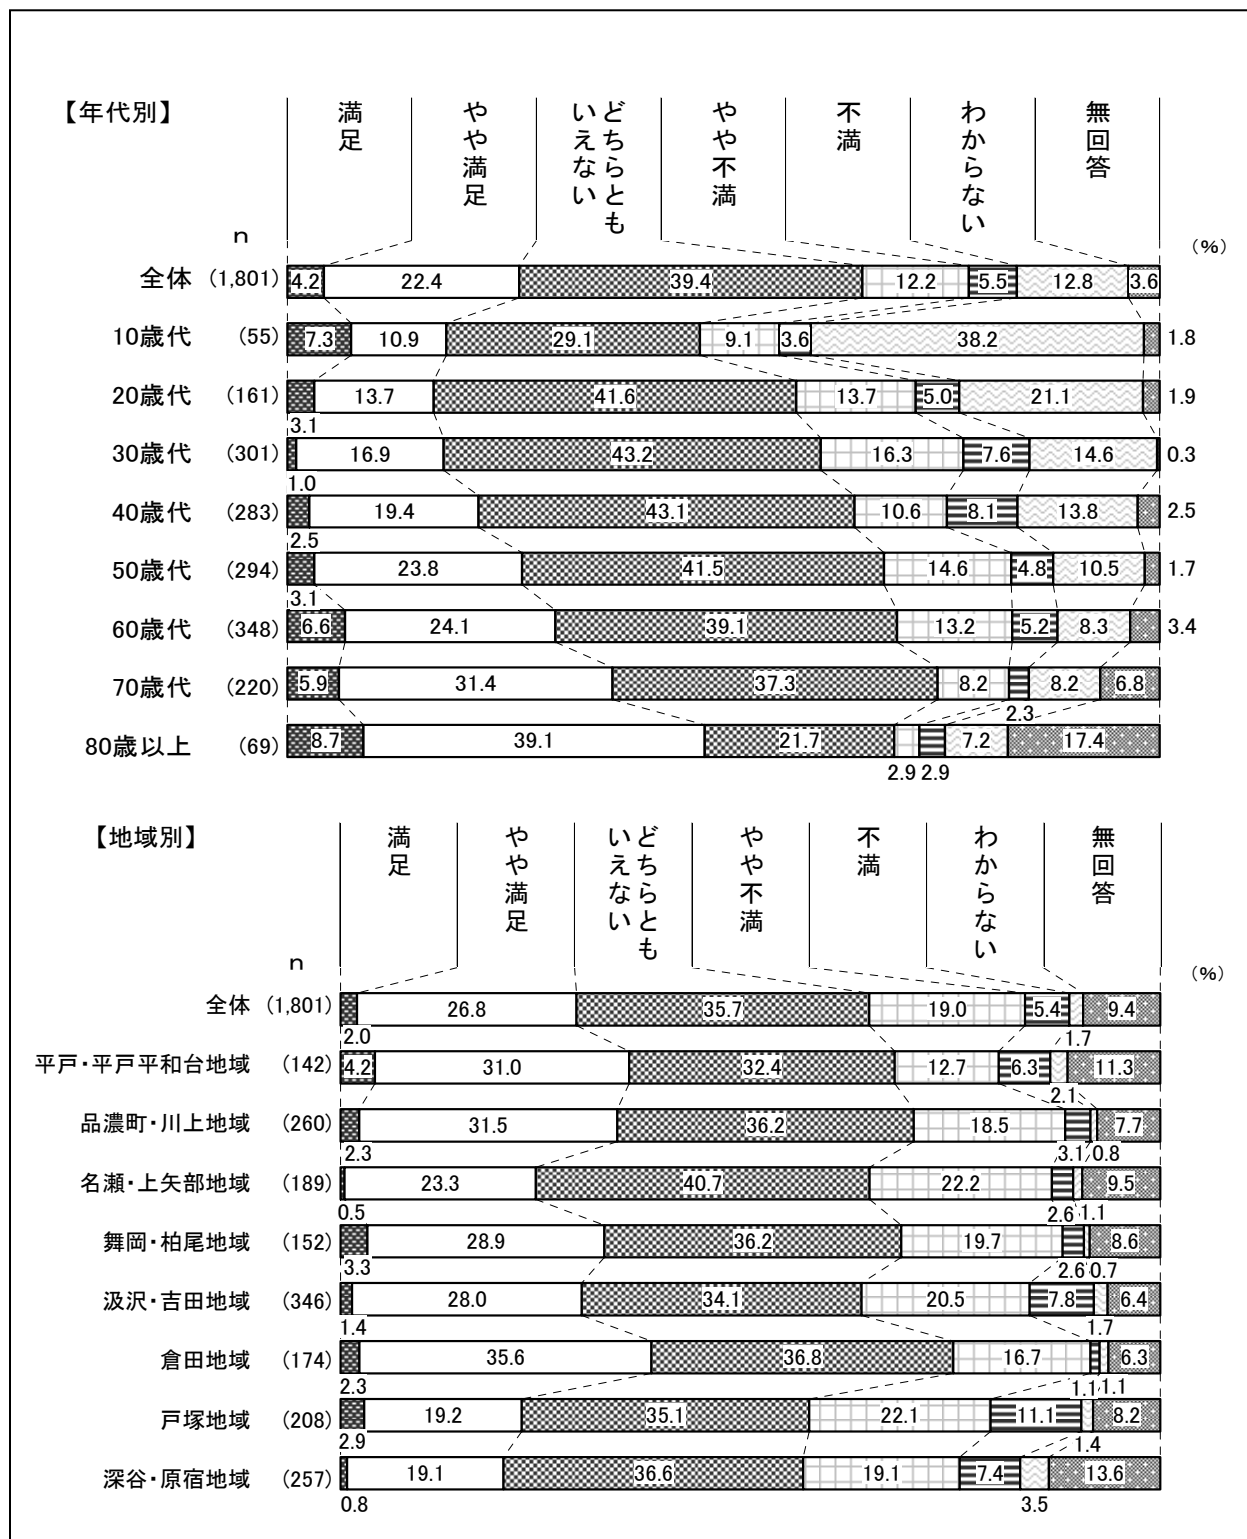 【年代別】
満足
やや満足
どちらとも
いえない
やや不満
不満
わからない
無回答
n
(%)
全体 (1,801) 4.2 22.4 39.4 12.2 5.5 12.8 3.6
10歳代 (55) 7.3 10.9 29.1 9.1 3.6 38.2 1.8
20歳代 (161) 13.7 41.6 13.7 5.0 21.1 1.9
3.1
30歳代 (301) 16.9 43.2 16.3 7.6 14.6 0.3
1.0
40歳代 (283) 19.4 43.1 10.6 8.1 13.8 2.5
2.5
50歳代 (294) 23.8 41.5 14.6 4.8 10.5 1.7
3.1
60歳代 (348) 6.6 24.1 39.1 13.2 5.2 8.3 3.4
70歳代 (220) 5.9 31.4 37.3 8.2 8.2 6.8
2.3
80歳以上 (69) 8.7 39.1 21.7 7.2 17.4
2.9 2.9
【地域別】
満足
やや満足
どちらとも
いえない
やや不満
不満
わからない
無回答
n
(%)
全体 (1,801) 26.8 35.7 19.0 5.4 9.4
2.0 1.7
平戸・平戸平和台地域 (142) 4.2 31.0 32.4 12.7 6.3 11.3
2.1
品濃町・川上地域 (260) 31.5 36.2 18.5 7.7
2.3 3.1 0.8
名瀬・上矢部地域 (189) 23.3 40.7 22.2 9.5
0.5 2.6 1.1
舞岡・柏尾地域 (152) 28.9 36.2 19.7 8.6
3.3 2.6 0.7
汲沢・吉田地域 (346) 28.0 34.1 20.5 7.8 6.4
1.4 1.7
倉田地域 (174) 35.6 36.8 16.7 6.3
2.3 1.1 1.1
戸塚地域 (208) 19.2 35.1 22.1 11.1 8.2
2.9 1.4
深谷・原宿地域 (257) 19.1 36.6 19.1 7.4 13.6
0.8 3.5